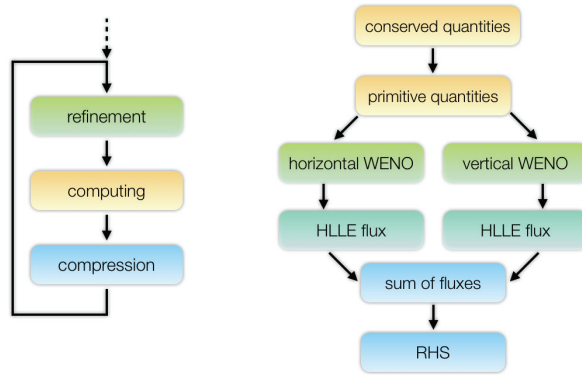 refinement
computing
compression
conserved quantities
primitive quantities
horizontal WENO
vertical WENO
HLLE flux
HLLE flux
sum of fluxes
RHS